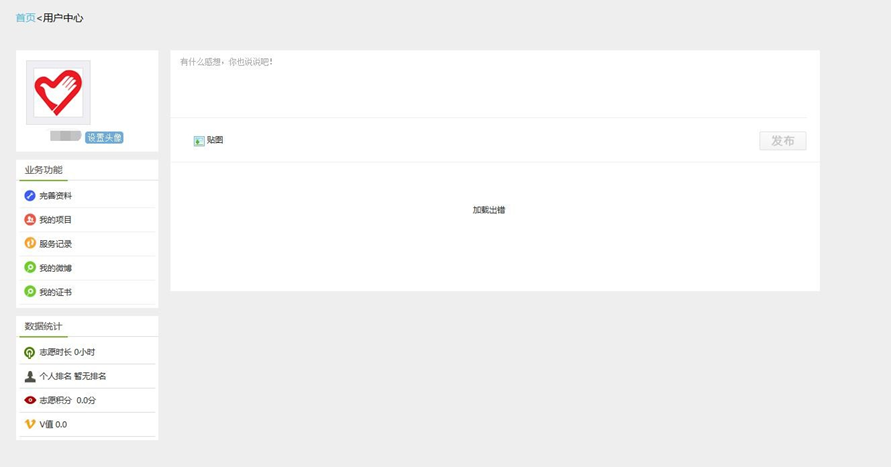 首页<用户中心
有什么感想，你也说说吧！
设置头像
贴图
发布
业务功能
完善资料
我的项目
服务记录
我的微博
我的证书
加载出错
数据统计
志愿时长 0小时
个人排名 暂无排名
志愿积分 0.0分
V值 0.0